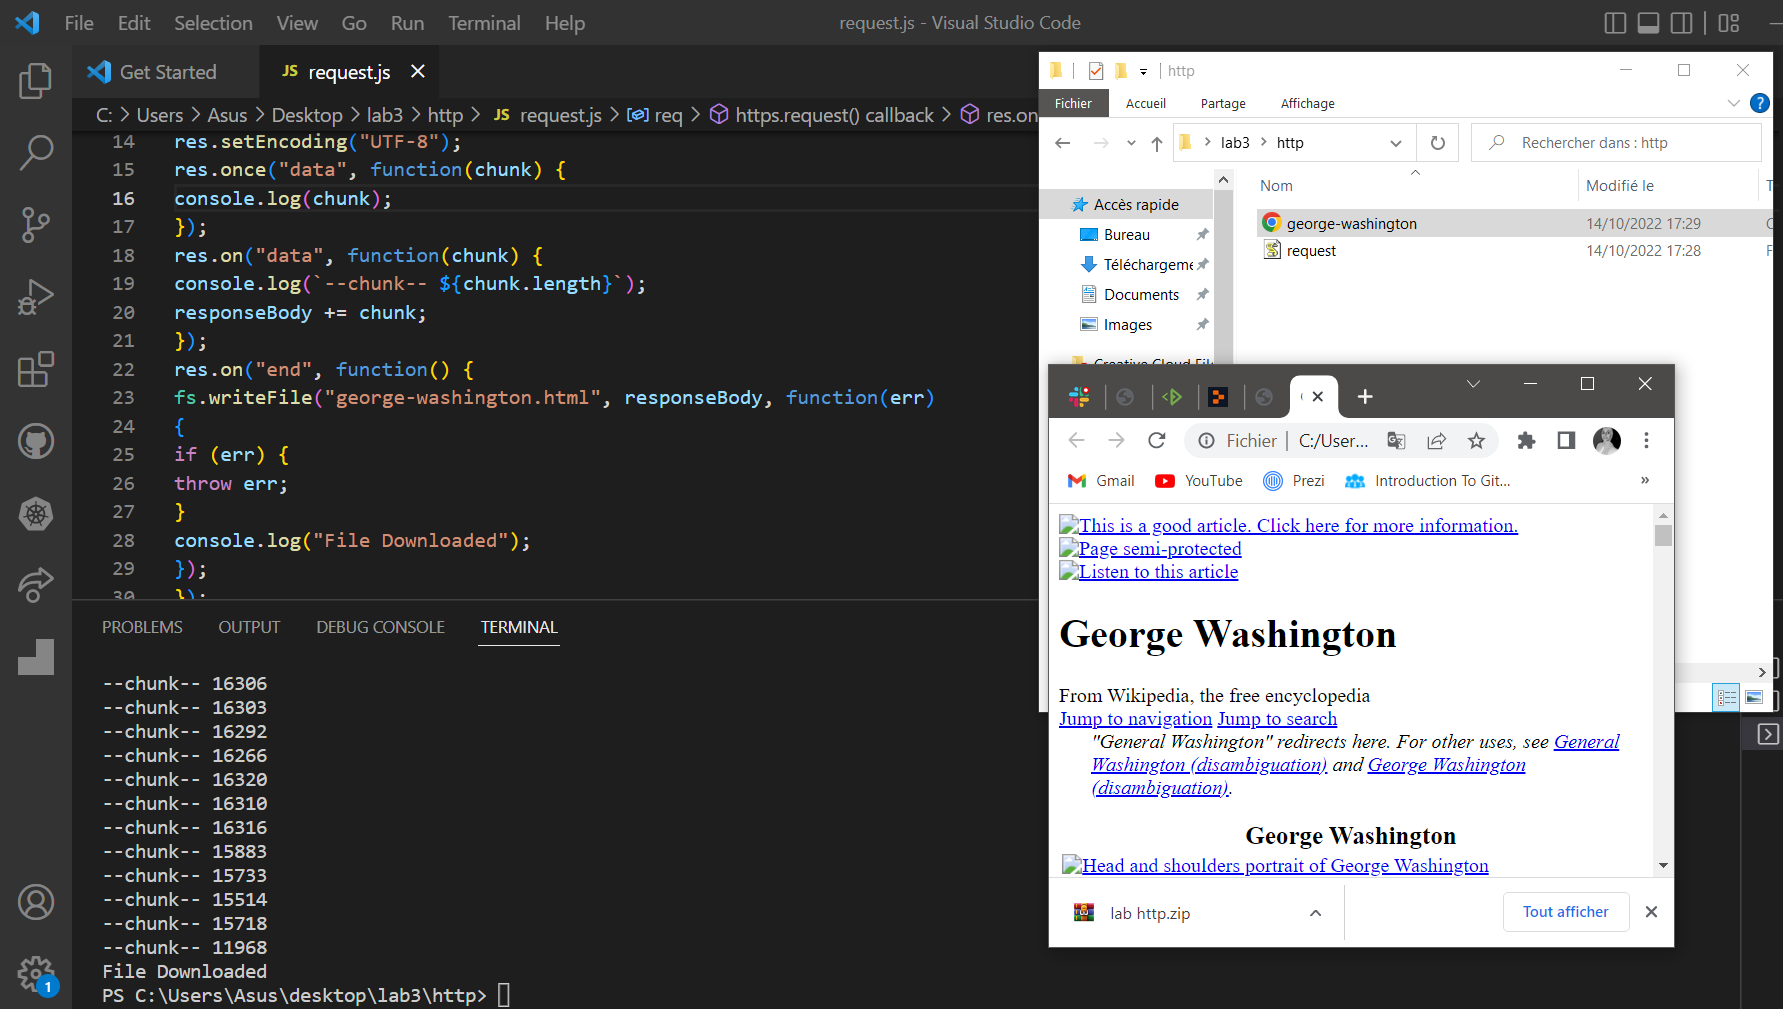 File Edit Selection View Go Run Terminal Help
request.js - Visual Studio Code
Get Started
JS request.js
C: > Users > Asus > Desktop > lab3 > http > JS request.js > req > https.request() callback > res.on
14 res.setEncoding("UTF-8");
15 res.once("data", function(chunk) {
16 console.log(chunk);
17 });
18 res.on("data", function(chunk) {
19 console.log(`--chunk-- ${chunk.length}`);
20 responseBody += chunk;
21 });
22 res.on("end", function() {
23 fs.writeFile("george-washington.html", responseBody, function(err)
24 {
25 if (err) {
26 throw err;
27 }
28 console.log("File Downloaded");
29 });
30 });
PROBLEMS OUTPUT DEBUG CONSOLE TERMINAL
--chunk-- 16306
--chunk-- 16303
--chunk-- 16292
--chunk-- 16266
--chunk-- 16320
--chunk-- 16310
--chunk-- 16316
--chunk-- 15883
--chunk-- 15733
--chunk-- 15514
--chunk-- 15718
--chunk-- 11968
File Downloaded
PS C:\Users\Asus\desktop\lab3\http>
1
http
Fichier Accueil Partage Affichage
?
lab3 > http
Rechercher dans : http
Nom Modifié le
Accès rapide
Bureau
Téléchargeme
Documents
Images
Creative Cloud Fil
george-washington 14/10/2022 17:29
request 14/10/2022 17:28
Fichier | C:/User...
Gmail YouTube Prezi Introduction To Git... »
This is a good article. Click here for more information.
Page semi-protected
Listen to this article
George Washington
From Wikipedia, the free encyclopedia
Jump to navigation Jump to search
"General Washington" redirects here. For other uses, see General
Washington (disambiguation) and George Washington
(disambiguation).
George Washington
Head and shoulders portrait of George Washington
lab http.zip
Tout afficher